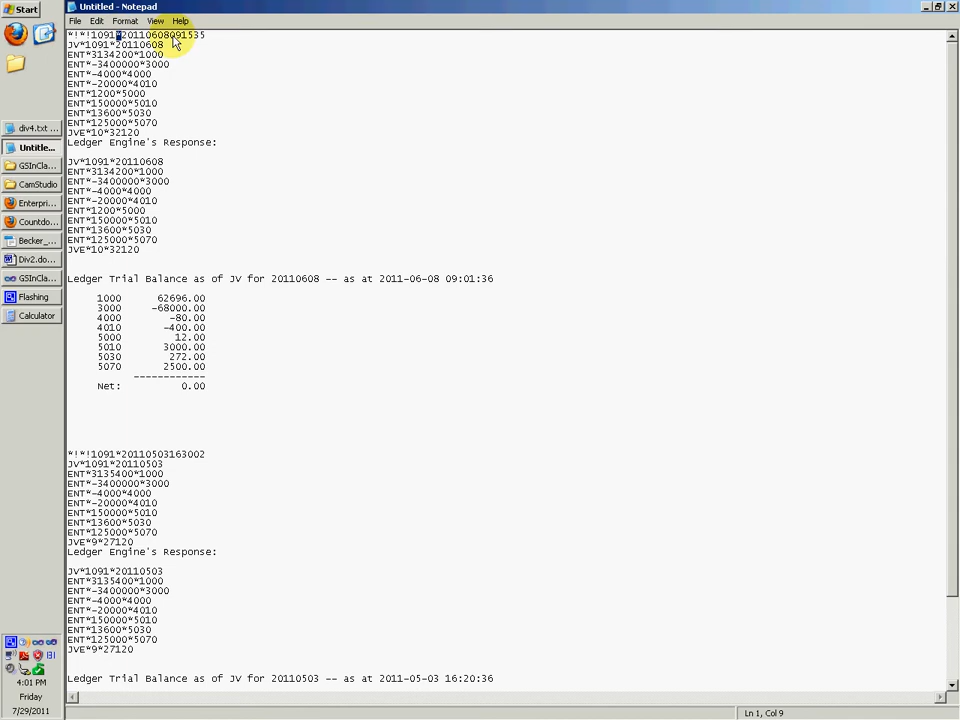 Start
Untitled - Notepad
File Edit Format View Help
*!*!1091*20110608091535
JV*1091*20110608
ENT*3134200*1000
ENT*-3400000*3000
ENT*-4000*4000
ENT*-20000*4010
ENT*1200*5000
ENT*150000*5010
ENT*13600*5030
ENT*125000*5070
JVE*10*32120
Ledger Engine's Response:
JV*1091*20110608
ENT*3134200*1000
ENT*-3400000*3000
ENT*-4000*4000
ENT*-20000*4010
ENT*1200*5000
ENT*150000*5010
ENT*13600*5030
ENT*125000*5070
JVE*10*32120
Ledger Trial Balance as of JV for 20110608 -- as at 2011-06-08 09:01:36
1000 62696.00
3000 -68000.00
4000 -80.00
4010 -400.00
5000 12.00
5010 3000.00
5030 272.00
5070 2500.00
------------
Net: 0.00
*!*!1091*20110503163002
JV*1091*20110503
ENT*3135400*1000
ENT*-3400000*3000
ENT*-4000*4000
ENT*-20000*4010
ENT*150000*5010
ENT*13600*5030
ENT*125000*5070
JVE*9*27120
Ledger Engine's Response:
JV*1091*20110503
ENT*3135400*1000
ENT*-3400000*3000
ENT*-4000*4000
ENT*-20000*4010
ENT*150000*5010
ENT*13600*5030
ENT*125000*5070
JVE*9*27120
Ledger Trial Balance as of JV for 20110503 -- as at 2011-05-03 16:20:36
Ln 1, Col 9
div4.txt ...
Untitle...
GSInCla...
CamStudio
Enterpri...
Countdo...
Becker_...
Div2.do...
GSInCla...
Flashing
Calculator
4:01 PM
Friday
7/29/2011